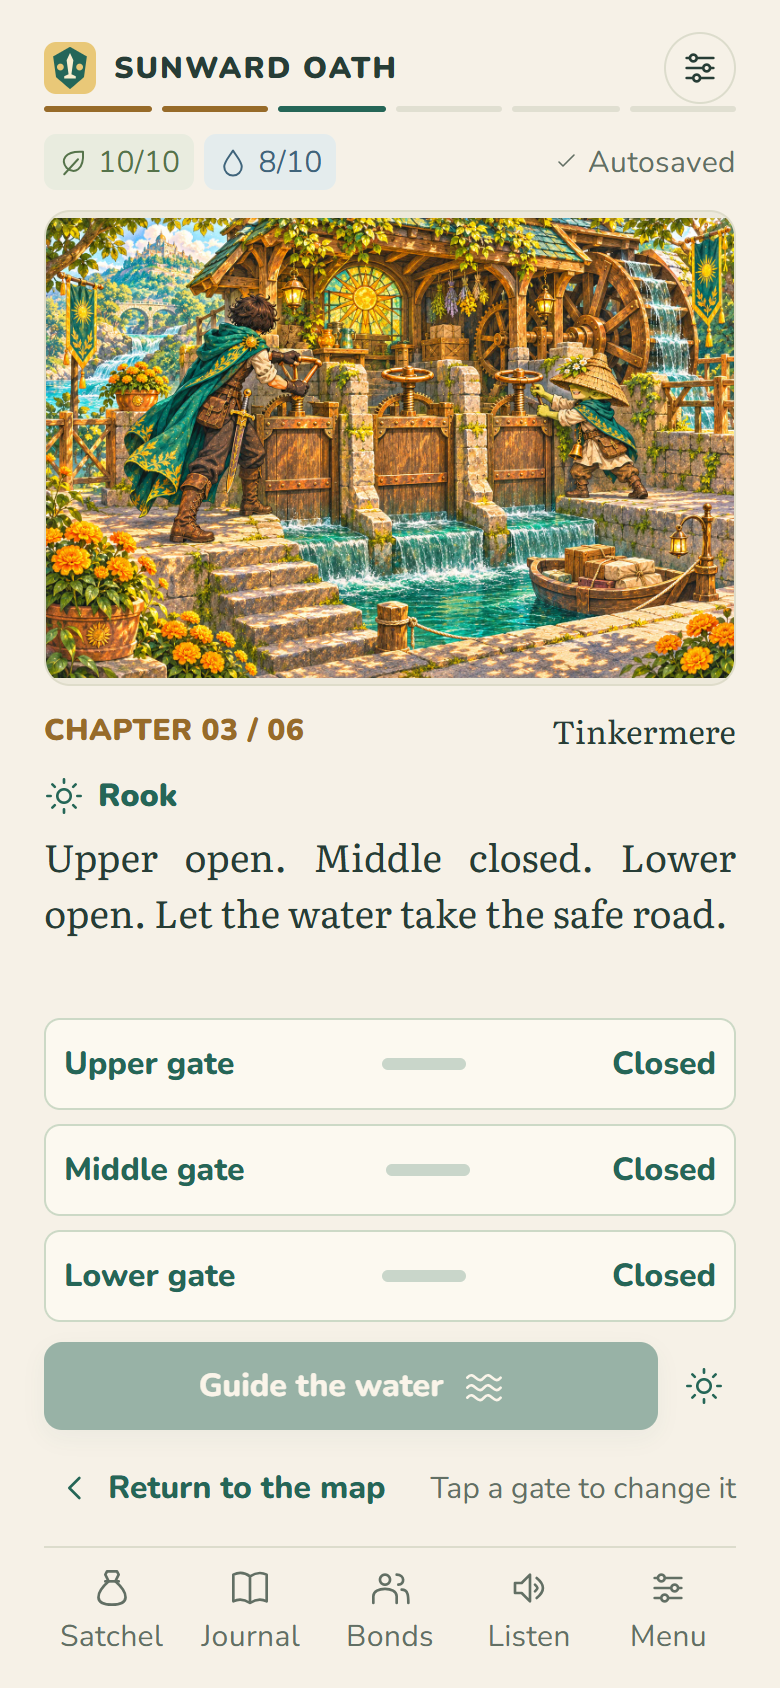 SUNWARD OATH
10/10 8/10 Autosaved
CHAPTER 03 / 06 Tinkermere
Rook
Upper open. Middle closed. Lower
open. Let the water take the safe road.
Upper gate Closed
Middle gate Closed
Lower gate Closed
Guide the water
Return to the map Tap a gate to change it
Satchel Journal Bonds Listen Menu